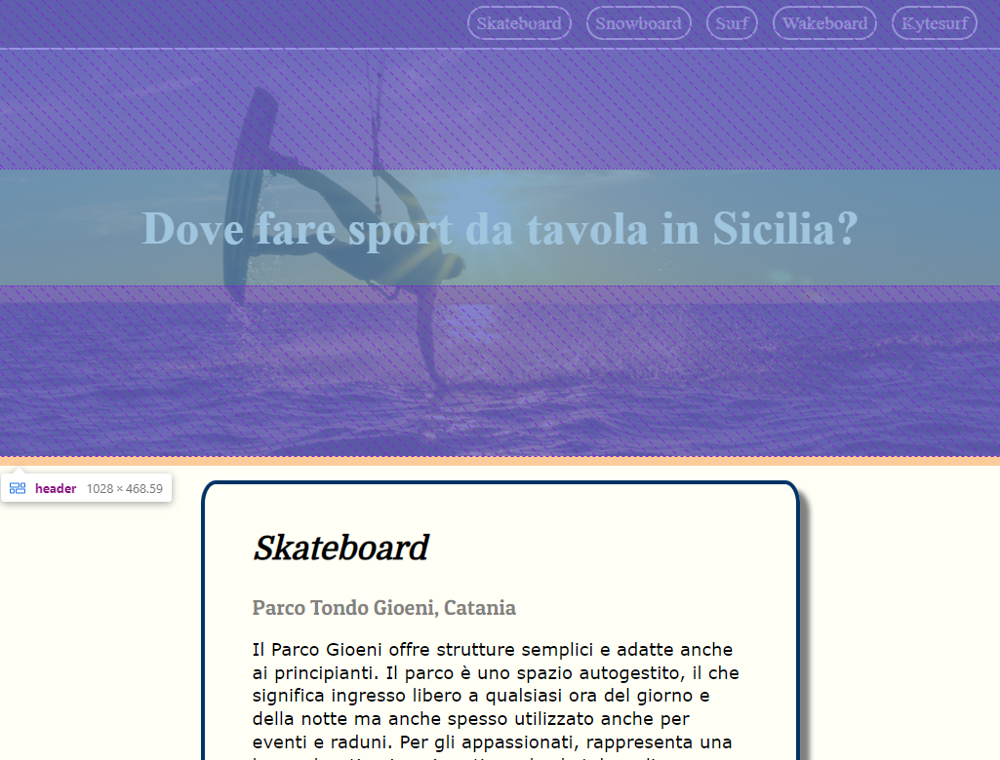 Skateboard Snowboard Surf Wakeboard Kytesurf
Dove fare sport da tavola in Sicilia?
header 1028 × 468.59
Skateboard
Parco Tondo Gioeni, Catania
Il Parco Gioeni offre strutture semplici e adatte anche
ai principianti. Il parco è uno spazio autogestito, il che
significa ingresso libero a qualsiasi ora del giorno e
della notte ma anche spesso utilizzato anche per
eventi e raduni. Per gli appassionati, rappresenta una